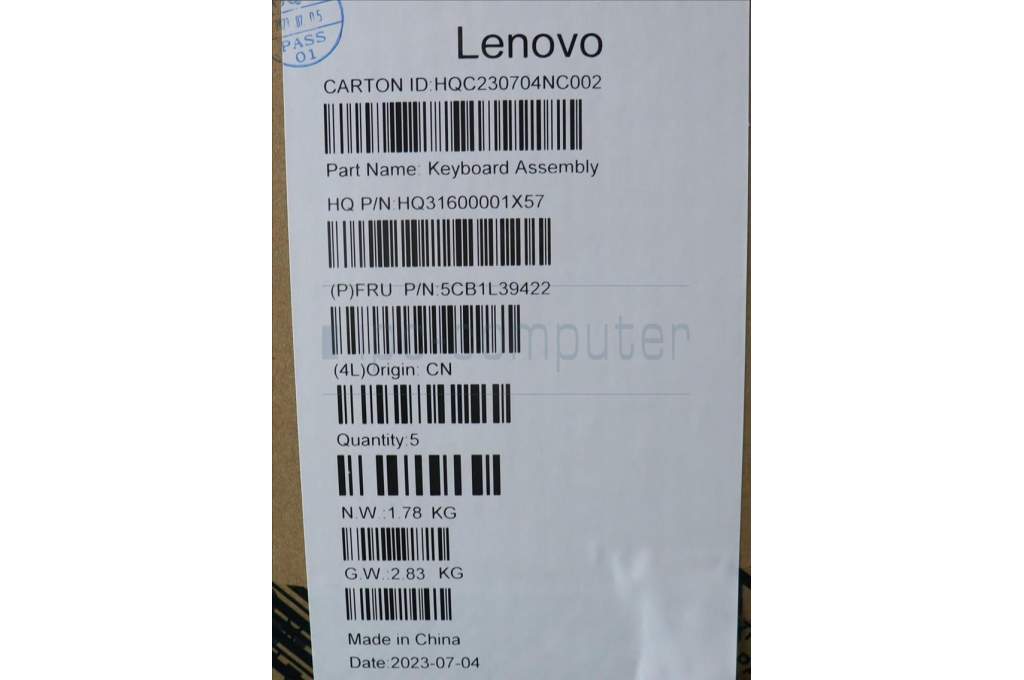 PASS
01
Lenovo
CARTON ID:HQC230704NC002
Part Name: Keyboard Assembly
HQ P/N:HQ31600001X57
(P)FRU P/N:5CB1L39422
computer
(4L)Origin: CN
Quantity:5
N.W.:1.78 KG
G.W.:2.83 KG
Made in China
Date:2023-07-04